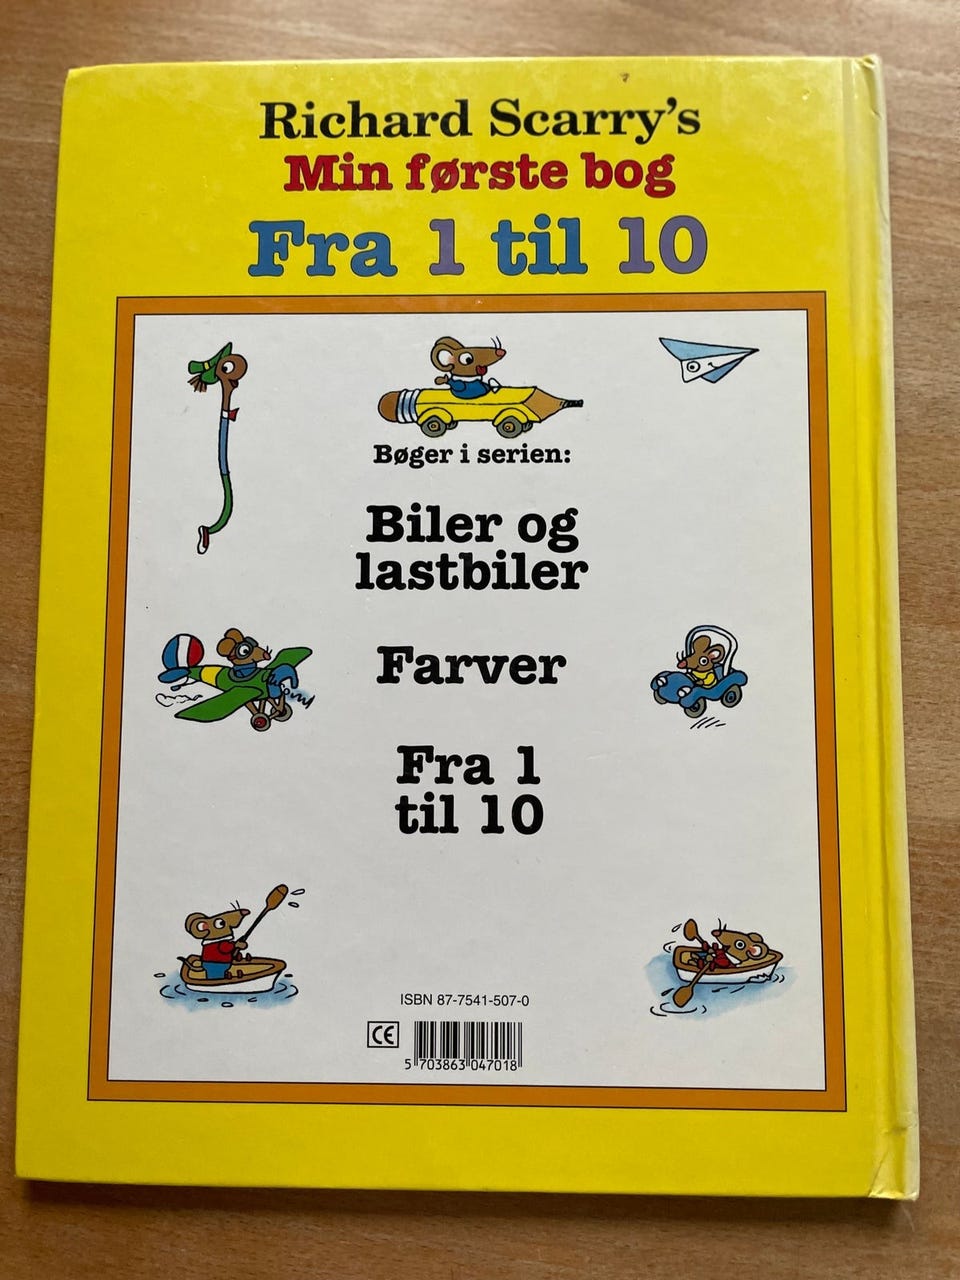 Richard Scarry's
Min første bog
Fra 1 til 10
Bøger i serien:
Biler og
lastbiler
Farver
Fra 1
til 10
ISBN 87-7541-507-0
CE
5 703863 047018